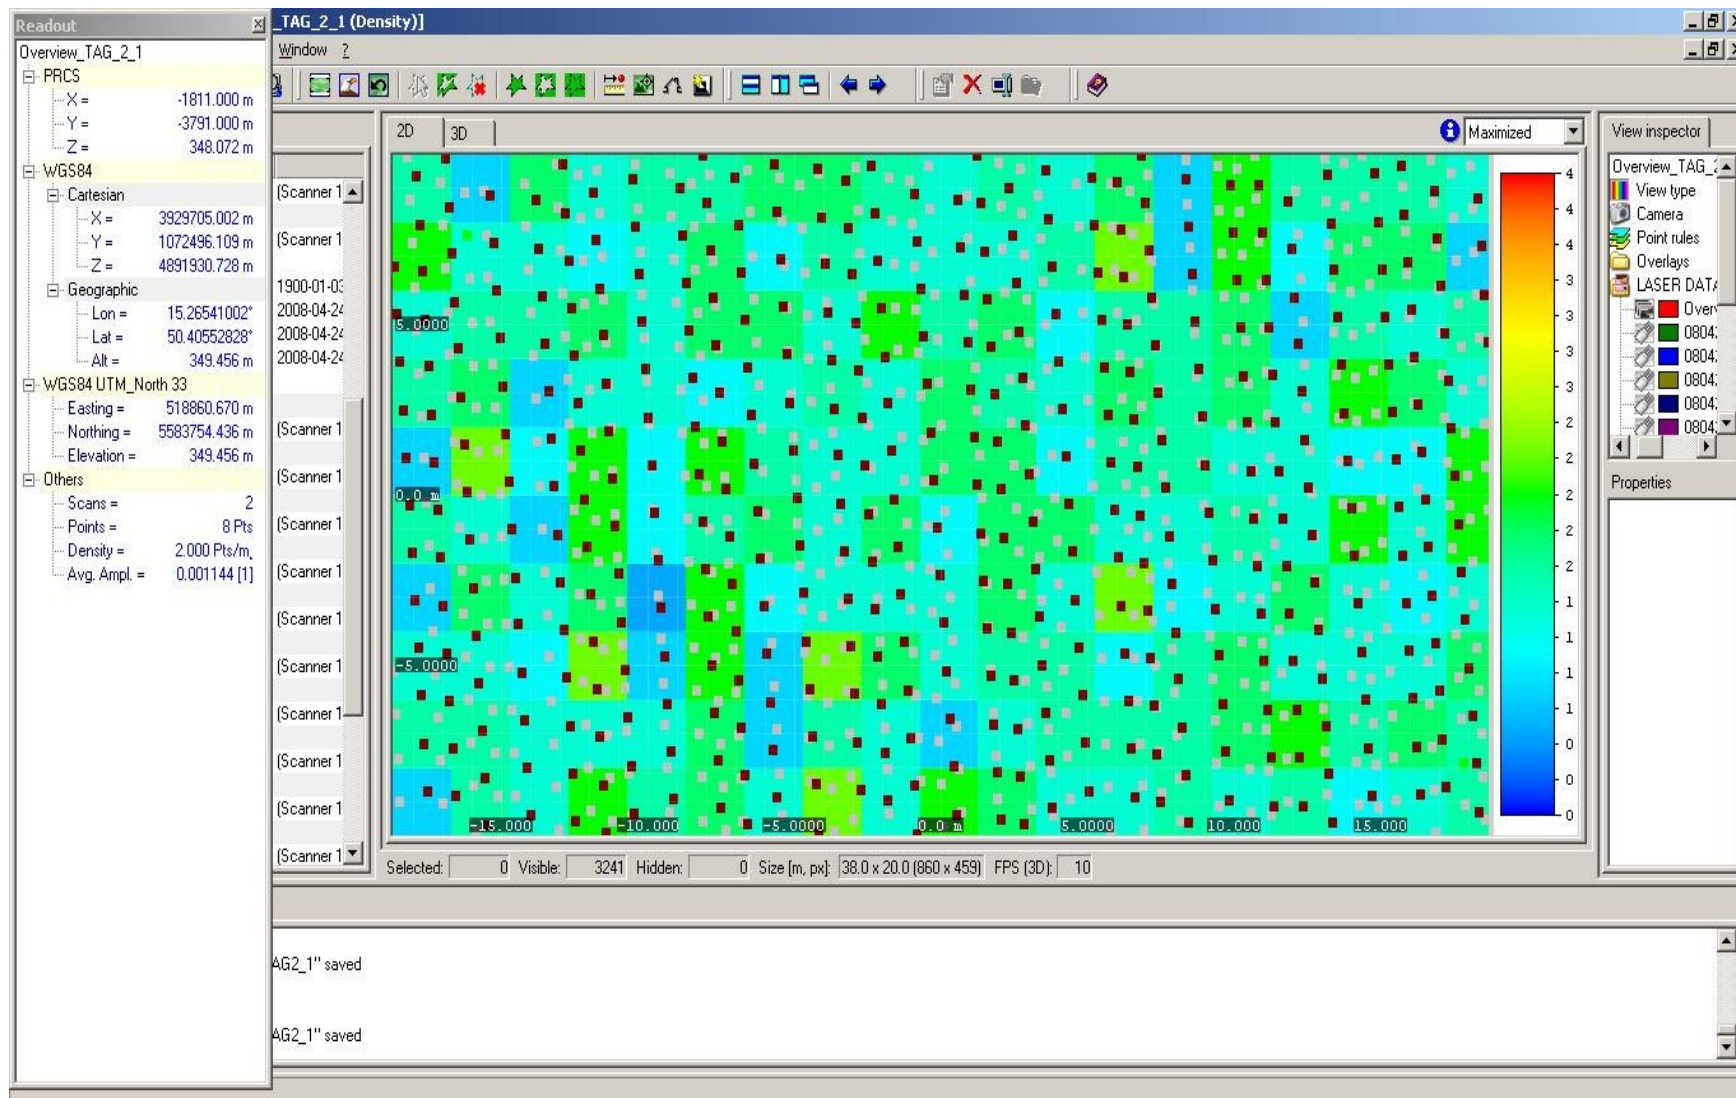 Readout
_TAG_2_1 (Density)]
Overview_TAG_2_1
Window ?
PRCS
X = -1811.000 m
Y = -3791.000 m
Z = 348.072 m
WGS84
Cartesian
X = 3929705.002 m
Y = 1072496.109 m
Z = 4891930.728 m
Geographic
Lon = 15.26541002°
Lat = 50.40552828°
Alt = 349.456 m
WGS84 UTM_North 33
Easting = 518860.670 m
Northing = 5583754.436 m
Elevation = 349.456 m
Others
Scans = 2
Points = 8 Pts
Density = 2.000 Pts/m
Avg. Ampl. = 0.001144 [1]
(Scanner 1
(Scanner 1
1900-01-03
2008-04-24
2008-04-24
2008-04-24
(Scanner 1
(Scanner 1
(Scanner 1
(Scanner 1
(Scanner 1
(Scanner 1
(Scanner 1
(Scanner 1
(Scanner 1
(Scanner 1
2D 3D
Maximized
5.0000
0.0 m
-5.0000
-15.000 -10.000 -5.0000 0.0 m 5.0000 10.000 15.000
4
4
4
3
3
3
3
2
2
2
2
1
1
1
1
1
0
0
0
Selected: 0 Visible: 3241 Hidden: 0 Size [m, px]: 38.0 x 20.0 (860 x 459) FPS (3D): 10
View inspector
Overview_TAG_2
View type
Camera
Point rules
Overlays
LASER DATA
Over
0804
0804
0804
0804
0804
Properties
AG2_1" saved
AG2_1" saved